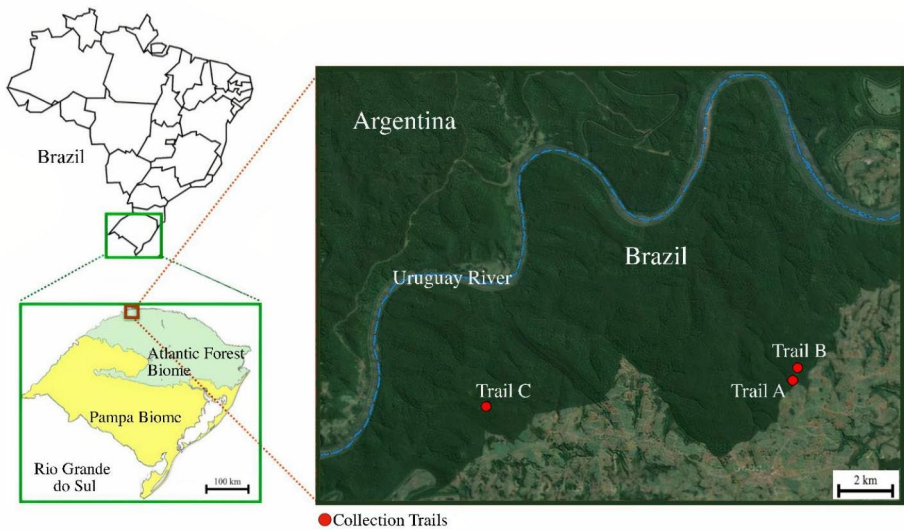 Brazil
Argentina
Brazil
Uruguay River
Trail B
Trail A
Trail C
2 km
Atlantic Forest
Biome
Pampa Biome
Rio Grande
do Sul
100 km
Collection Trails